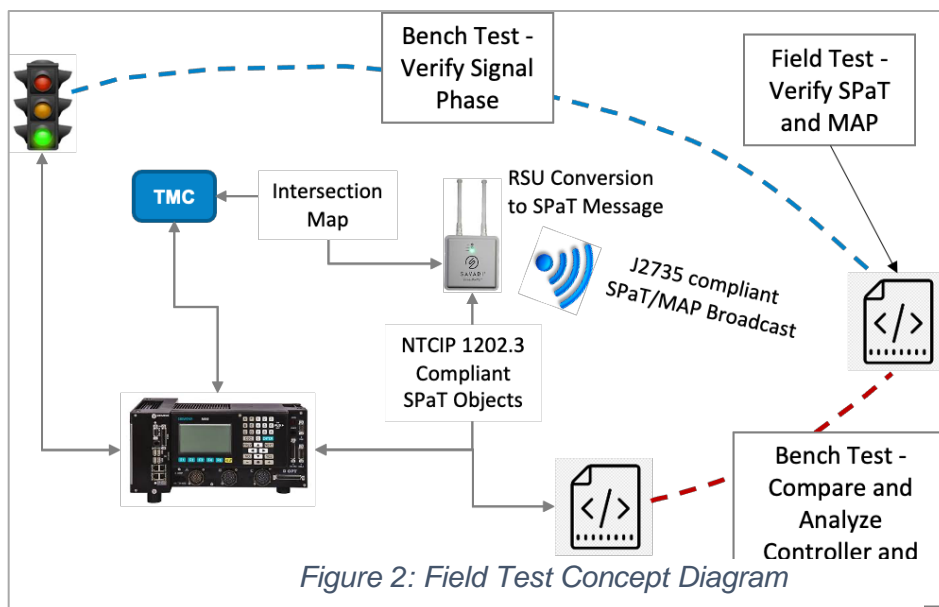 Bench Test -
Verify Signal
Phase
Field Test -
Verify SPaT
and MAP
TMC
Intersection
Map
RSU Conversion
to SPaT Message
J2735 compliant
SPaT/MAP Broadcast
NTCIP 1202.3
Compliant
SPaT Objects
Bench Test -
Compare and
Analyze
Controller and
Figure 2: Field Test Concept Diagram